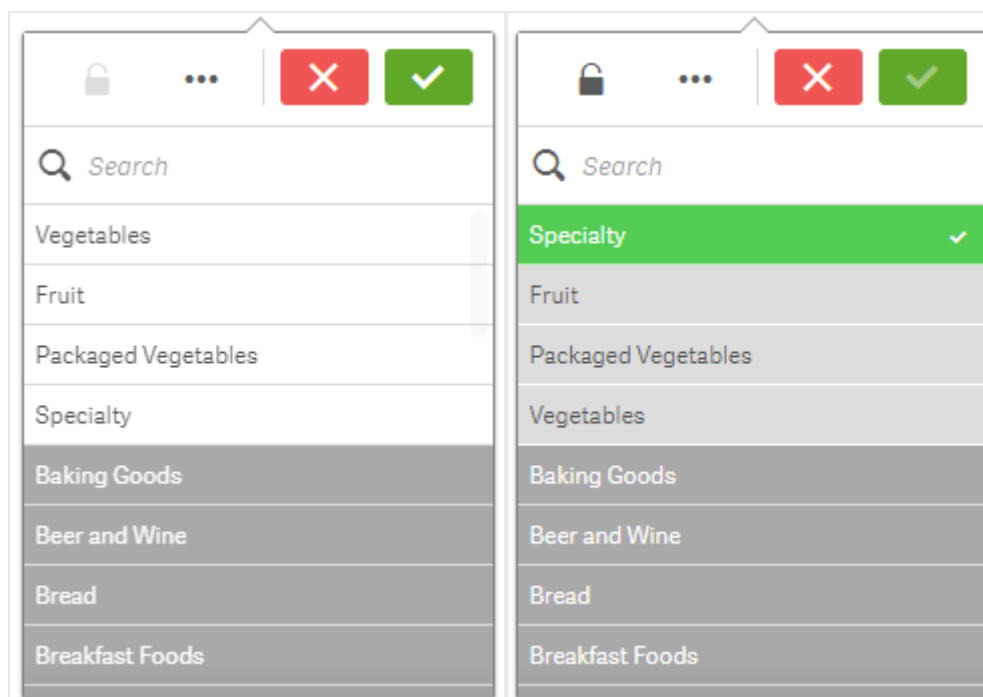 Search
Vegetables
Fruit
Packaged Vegetables
Specialty
Baking Goods
Beer and Wine
Bread
Breakfast Foods
Search
Specialty
Fruit
Packaged Vegetables
Vegetables
Baking Goods
Beer and Wine
Bread
Breakfast Foods